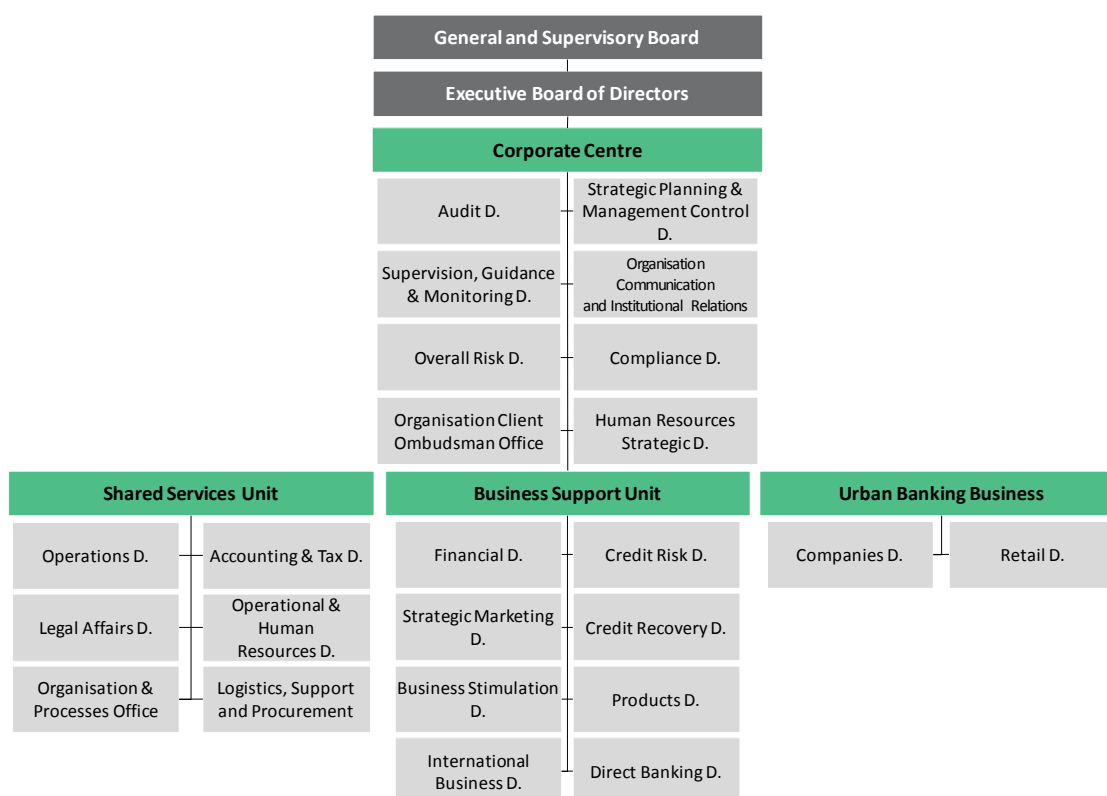 General and Supervisory Board
Executive Board of Directors
Corporate Centre
Audit D.
Strategic Planning &
Management Control
D.
Supervision, Guidance
& Monitoring D.
Organisation
Communication
and Institutional Relations
Overall Risk D.
Compliance D.
Organisation Client
Ombudsman Office
Human Resources
Strategic D.
Shared Services Unit
Operations D.
Accounting & Tax D.
Legal Affairs D.
Operational &
Human
Resources D.
Organisation &
Processes Office
Logistics, Support
and Procurement
Business Support Unit
Financial D.
Credit Risk D.
Strategic Marketing
D.
Credit Recovery D.
Business Stimulation
D.
Products D.
International
Business D.
Direct Banking D.
Urban Banking Business
Companies D.
Retail D.